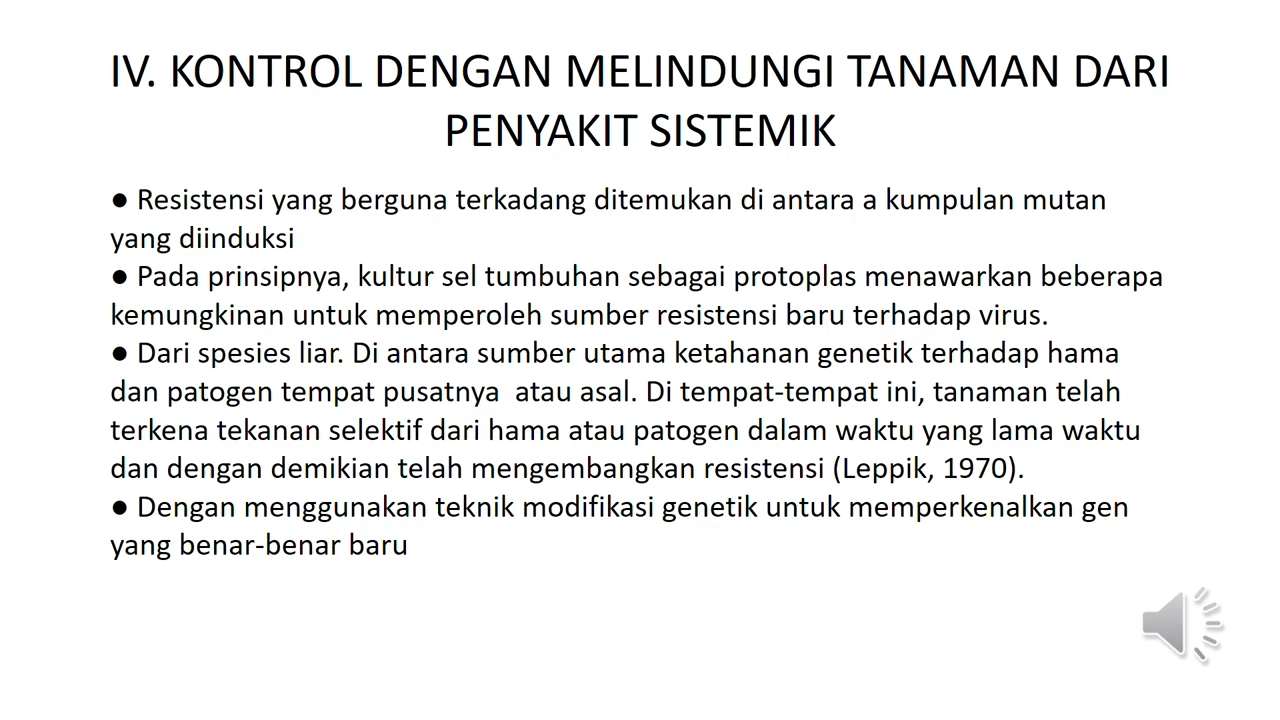 IV. KONTROL DENGAN MELINDUNGI TANAMAN DARI
PENYAKIT SISTEMIK
● Resistensi yang berguna terkadang ditemukan di antara a kumpulan mutan
yang diinduksi
● Pada prinsipnya, kultur sel tumbuhan sebagai protoplas menawarkan beberapa
kemungkinan untuk memperoleh sumber resistensi baru terhadap virus.
● Dari spesies liar. Di antara sumber utama ketahanan genetik terhadap hama
dan patogen tempat pusatnya  atau asal. Di tempat-tempat ini, tanaman telah
terkena tekanan selektif dari hama atau patogen dalam waktu yang lama waktu
dan dengan demikian telah mengembangkan resistensi (Leppik, 1970).
● Dengan menggunakan teknik modifikasi genetik untuk memperkenalkan gen
yang benar-benar baru